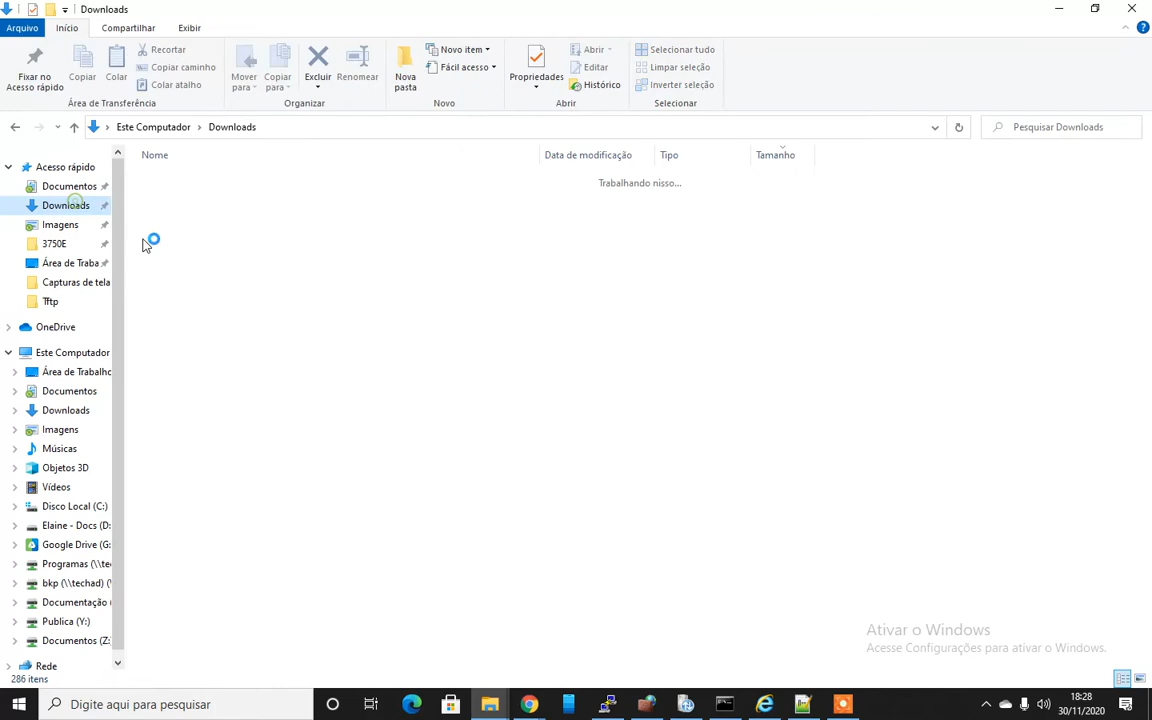 Downloads
Arquivo Início Compartilhar Exibir
Fixar no Acesso rápido
Copiar
Colar
Recortar
Copiar caminho
Colar atalho
Área de Transferência
Mover para
Copiar para
Excluir
Renomear
Organizar
Nova pasta
Novo item
Fácil acesso
Novo
Propriedades
Abrir
Editar
Histórico
Abrir
Selecionar tudo
Limpar seleção
Inverter seleção
Selecionar
Este Computador Downloads
Pesquisar Downloads
Nome Data de modificação Tipo Tamanho
Trabalhando nisso...
Acesso rápido
Documentos
Downloads
Imagens
3750E
Área de Traba
Capturas de tela
Tftp
OneDrive
Este Computador
Área de Trabalho
Documentos
Downloads
Imagens
Músicas
Objetos 3D
Vídeos
Disco Local (C:)
Elaine - Docs (D:
Google Drive (G:
Programas (\\tec
bkp (\\techad) (\
Documentação
Publica (Y:)
Documentos (Z:
Rede
286 itens
Ativar o Windows
Acesse Configurações para ativar o Windows.
Digite aqui para pesquisar
18:28
30/11/2020